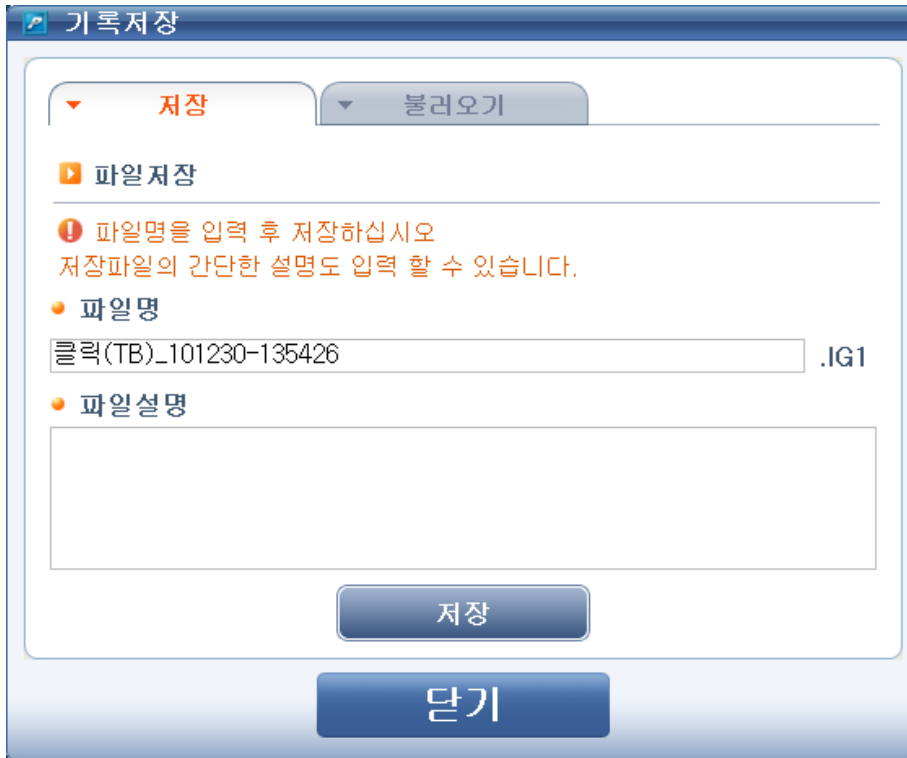 기록저장
저장
불러오기
파일저장
파일명을 입력 후 저장하십시오
저장파일의 간단한 설명도 입력 할 수 있습니다.
파일명
클릭(TB)_101230-135426
.IG1
파일설명
저장
닫기